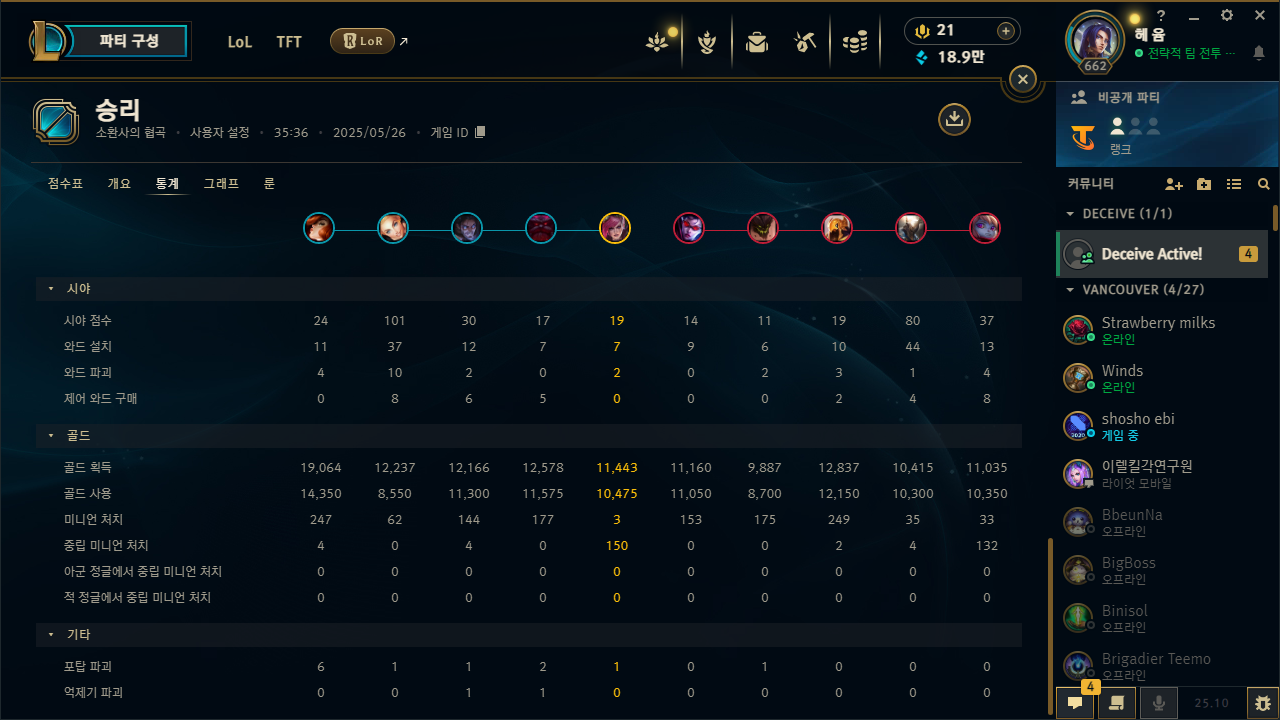 파티 구성
LoL
TFT
LoR
21
18.9만
662
헤 윰
전략적 팀 전투 ...
승리
소환사의 협곡 • 사용자 설정 • 35:36 • 2025/05/26 • 게임 ID
점수표 개요 통계 그래프 룬
시야
시야 점수 24 101 30 17 19 14 11 19 80 37
와드 설치 11 37 12 7 7 9 6 10 44 13
와드 파괴 4 10 2 0 2 0 2 3 1 4
제어 와드 구매 0 17 6 5 0 0 0 2 4 8
골드
골드 획득 19,064 12,237 12,166 12,578 11,443 11,160 9,887 12,837 10,415 11,035
골드 사용 14,350 8,550 11,300 11,575 10,475 11,050 8,700 12,150 10,300 10,350
미니언 처치 247 62 144 177 3 153 175 249 35 33
중립 미니언 처치 4 0 4 0 150 0 0 2 4 132
아군 정글에서 중립 미니언 처치 0 0 0 0 0 0 0 0 0 0
적 정글에서 중립 미니언 처치 0 0 0 0 0 0 0 0 0 0
기타
포탑 파괴 6 1 1 2 1 0 1 0 0 0
억제기 파괴 0 1 1 0 0 0 0 0 0
비공개 파티
랭크
커뮤니티
DECEIVE (1/1)
Deceive Active!
4
VANCOUVER (4/27)
Strawberry milks
온라인
Winds
온라인
shosho ebi
게임 중
이렐킬각연구원
라이엇 모바일
BbeunNa
오프라인
BigBoss
오프라인
Binisol
오프라인
Brigadier Teemo
오프라인
4
25.10